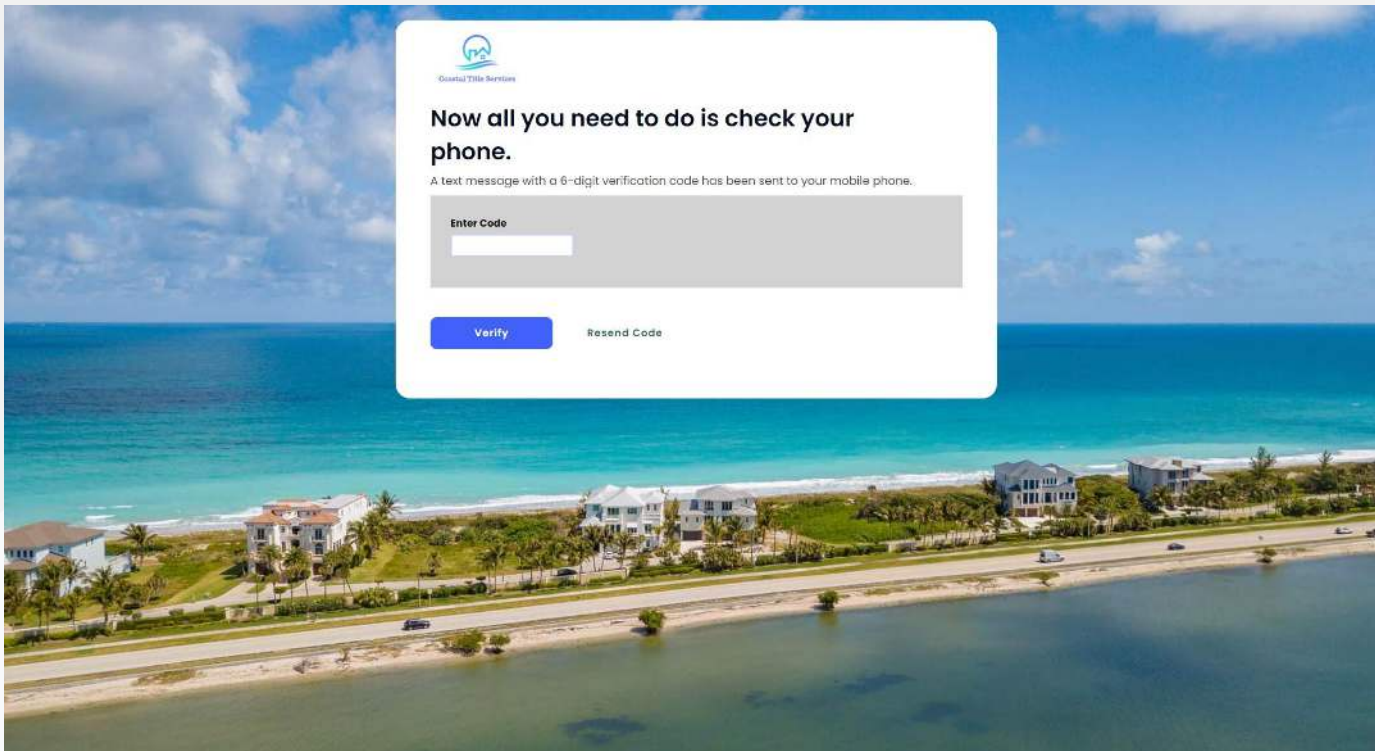 Coastal Title Services
Now all you need to do is check your
phone.
A text message with a 6-digit verification code has been sent to your mobile phone.
Enter Code
Verify
Resend Code